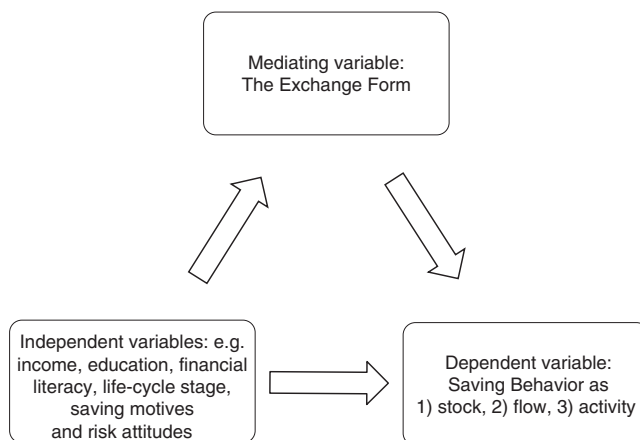 Mediating variable:
The Exchange Form
Independent variables: e.g.
income, education, financial
literacy, life-cycle stage,
saving motives
and risk attitudes
Dependent variable:
Saving Behavior as
1) stock, 2) flow, 3) activity